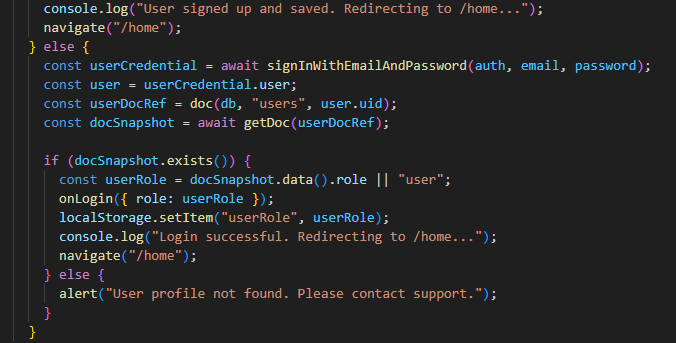 console.log("User signed up and saved. Redirecting to /home...");
navigate("/home");
} else {
const userCredential = await signInWithEmailAndPassword(auth, email, password);
const user = userCredential.user;
const userDocRef = doc(db, "users", user.uid);
const docSnapshot = await getDoc(userDocRef);
if (docSnapshot.exists()) {
const userRole = docSnapshot.data().role || "user";
onLogin({ role: userRole });
localStorage.setItem("userRole", userRole);
console.log("Login successful. Redirecting to /home...");
navigate("/home");
} else {
alert("User profile not found. Please contact support.");
}
}